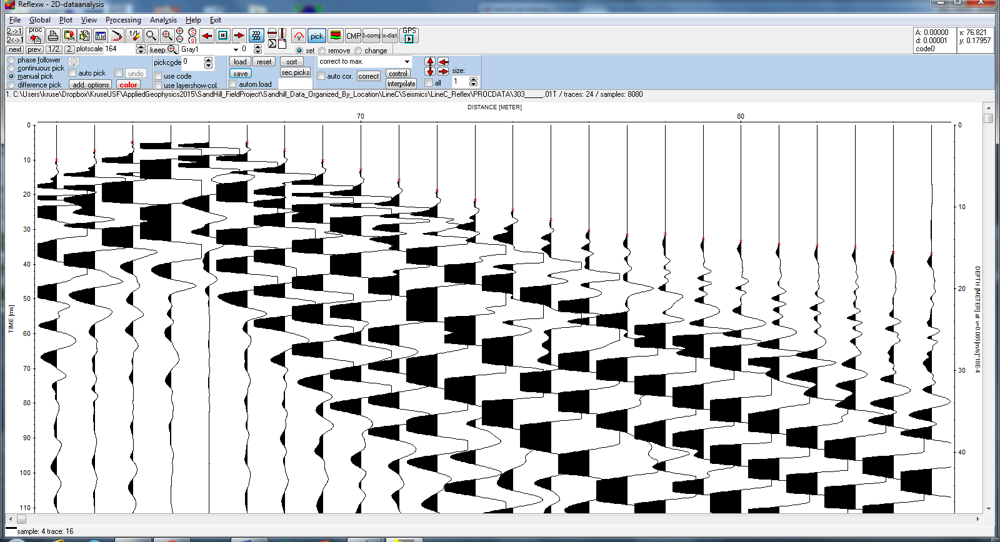 Reflexw - 2D-dataanalysis
File Global Plot View Processing Analysis Help Exit
2.->1 proc CMP 3-comp x-dist GPS A: 0.00000 x: 76.821
2<->1 pick d: 0.00001 y: 0.17957
code0
next prev. 1/2. 2. plotscale 164 keep Gray1 0 set remove change
phase follower pickcode 0 load reset sort correct to max. size:
continuous pick auto pick undo use code save sec.picks auto cor. correct control 1
manual pick
difference pick add. options color use layershow-col. autom.load interpolate all
1. C:\Users\kruse\Dropbox\KruseUSF\AppliedGeophysics2015\SandHill_FieldProject\Sandhill_Data_Organized_By_Location\LineC\Seismics\LineC_Reflex\PROCDATA\303_____.01T / traces: 24 / samples: 8080
DISTANCE [METER]
70 80
0 0
10
20
10
30
40
20
50
60
70 30
80
90
40
100
110
TIME [ms]
DEPTH [METER] at v=0.085[m/s]*10E-4
sample: 4 trace: 16